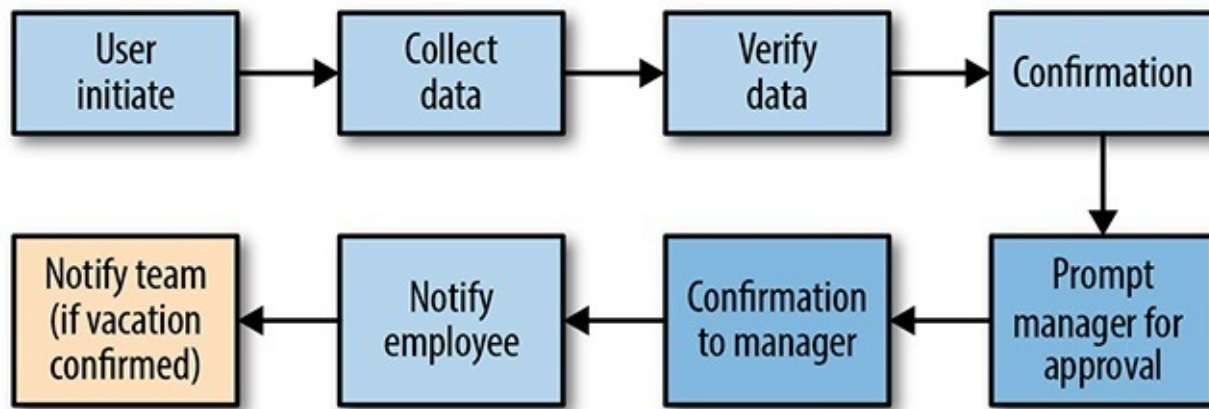 User
initiate
Collect
data
Verify
data
Confirmation
Prompt
manager for
approval
Confirmation
to manager
Notify
employee
Notify team
(if vacation
confirmed)